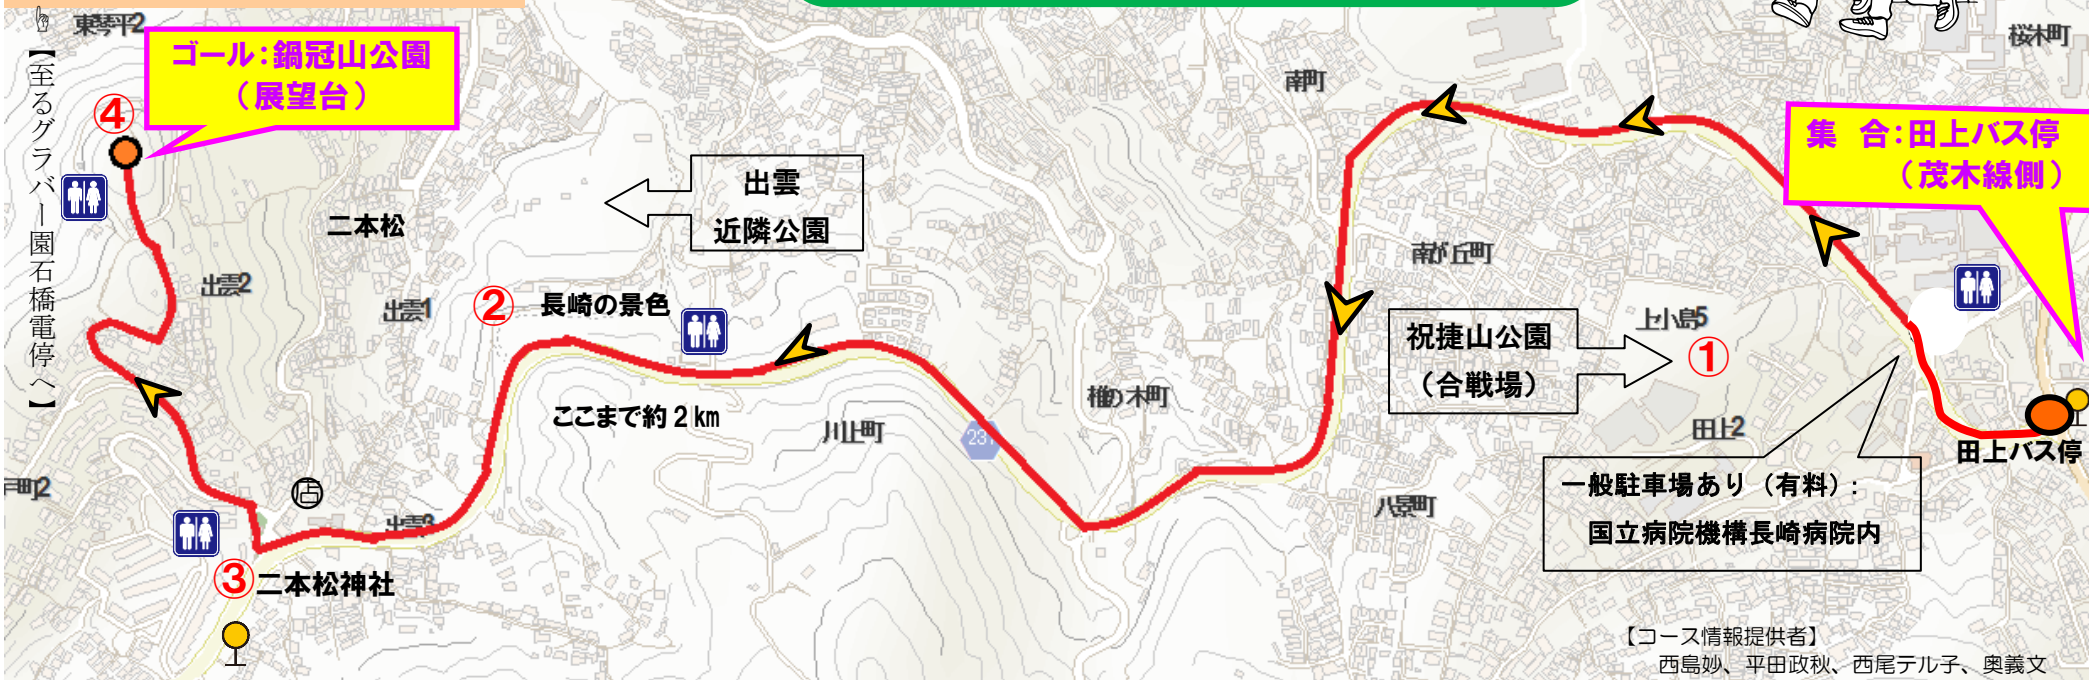 東琴平2
☝【至るグラバー園石橋電停へ】
ゴール：鍋冠山公園
（展望台）
④
南町
桜木町
集　合：田上バス停
（茂木線側）
出雲
近隣公園
二本松
出雲2
出雲1
②
長崎の景色
南が丘町
祝捷山公園
（合戦場）
上小島5
①
ここまで約２㎞
川上町
椎の木町
237
田上2
田上バス停
一般駐車場あり（有料）：
国立病院機構長崎病院内
戸町2
店
出雲3
八景町
③
二本松神社
【コース情報提供者】
西島妙、平田政秋、西尾テル子、奥義文